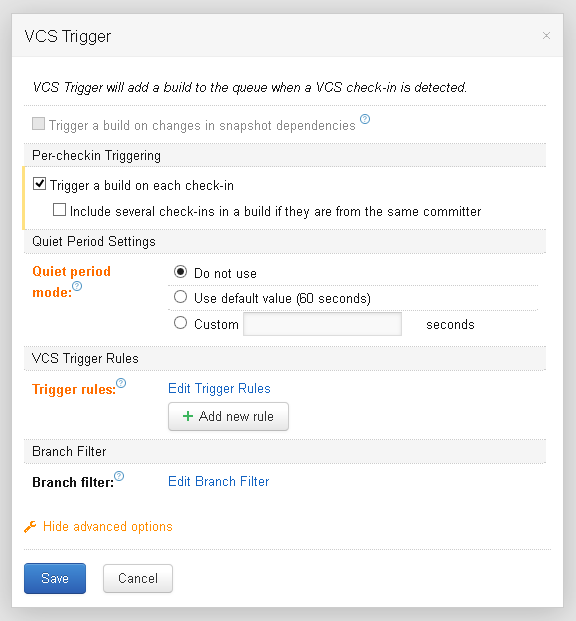 VCS Trigger
VCS Trigger will add a build to the queue when a VCS check-in is detected.
Trigger a build on changes in snapshot dependencies ?
Per-checkin Triggering
Trigger a build on each check-in
Include several check-ins in a build if they are from the same committer
Quiet Period Settings
Quiet period
mode: ?
Do not use
Use default value (60 seconds)
Custom seconds
VCS Trigger Rules
Trigger rules: ? Edit Trigger Rules
+ Add new rule
Branch Filter
Branch filter: ? Edit Branch Filter
Hide advanced options
Save Cancel